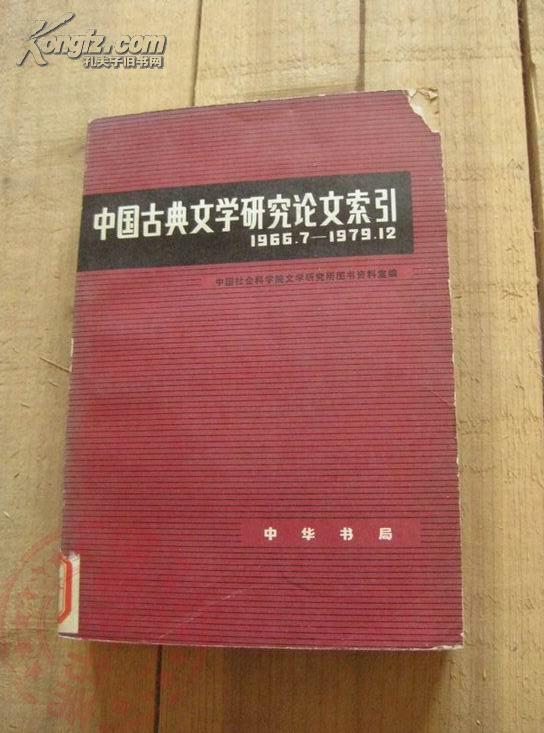 Kongfz.com
孔夫子旧书网
中国古典文学研究论文索引
1966.7—1979.12
中国社会科学院文学研究所图书资料室编
中华书局